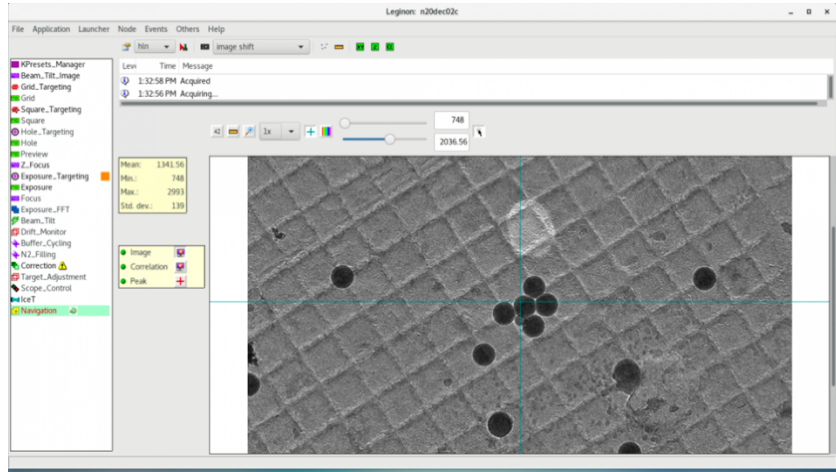 Leginon: n20dec02c
File Application Launcher Node Events Others Help
hln image shift
KPresets_Manager
Beam_Tilt_Image
Grid_Targeting
Grid
Square_Targeting
Square
Hole_Targeting
Hole
Preview
Z_Focus
Exposure_Targeting
Exposure
Focus
Exposure_FFT
Beam_Tilt
Drift_Monitor
Buffer_Cycling
N2_Filling
Correction
Target_Adjustment
Scope_Control
IceT
Navigation
Levi Time Message
1:32:58 PM Acquired
1:32:56 PM Acquiring...
1x
748
2036.56
Mean: 1341.56
Min.: 748
Max.: 2993
Std. dev.: 139
Image
Correlation
Peak